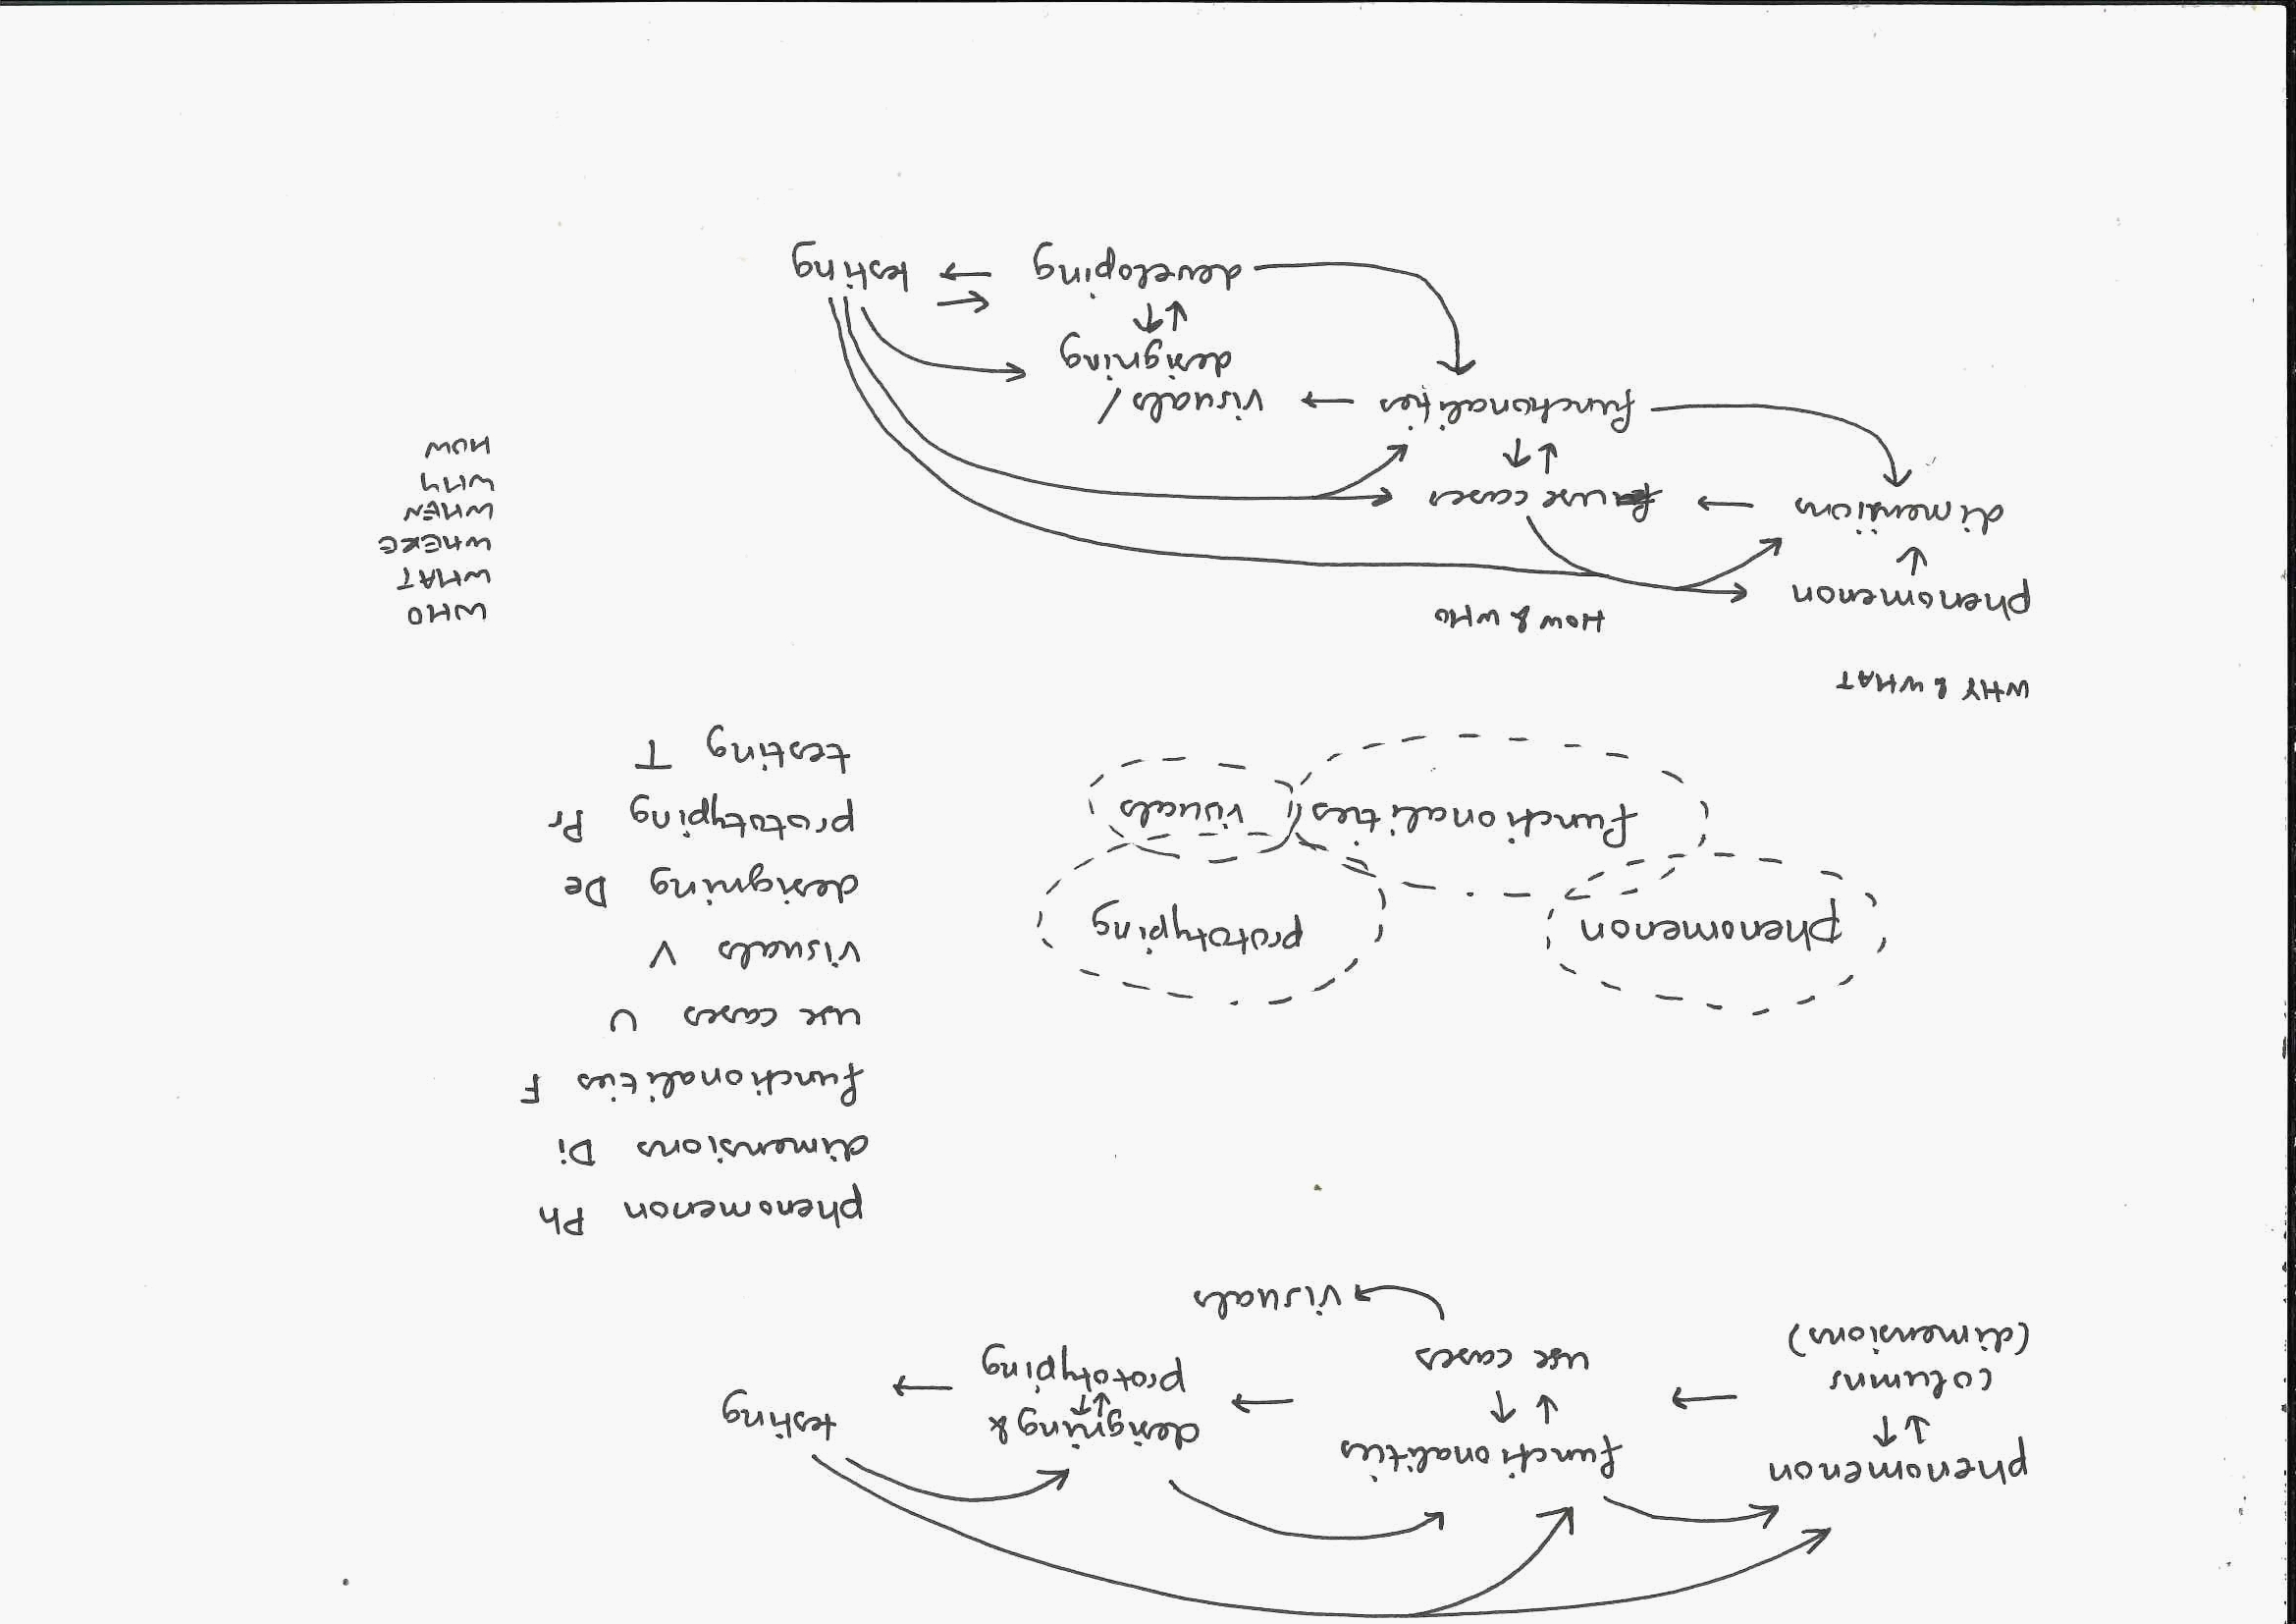 phenomenon
columns
(dimensions)
functionalities
use cases
visuals
designing &
prototyping
testing
phenomenon Ph
dimensions Di
functionalities F
use cases U
visuals V
designing De
prototyping Pr
testing T
phenomenon
prototyping
functionalities
visuals
WHY & WHAT
phenomenon
dimensions
HOW & WHO
use cases
functionalities
visuals /
designing
developing
testing
WHO
WHAT
WHERE
WHEN
WHY
HOW